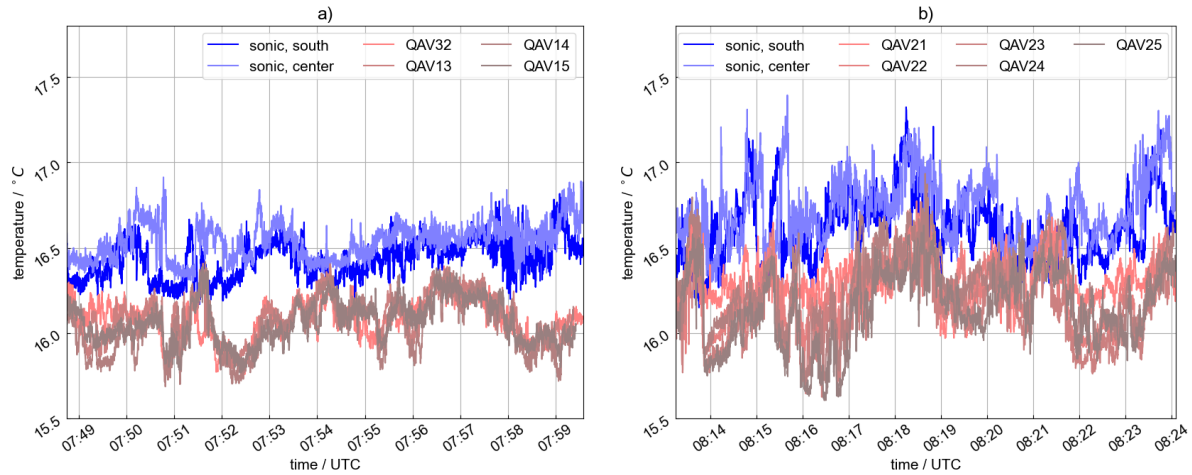 a)
sonic, south QAV32 QAV14
sonic, center QAV13 QAV15
17.5
17.0
16.5
16.0
15.5
temperature / °C
07:49 07:50 07:51 07:52 07:53 07:54 07:55 07:56 07:57 07:58 07:59
time / UTC
b)
sonic, south QAV21 QAV23 QAV25
sonic, center QAV22 QAV24
17.5
17.0
16.5
16.0
15.5
temperature / °C
08:14 08:15 08:16 08:17 08:18 08:19 08:20 08:21 08:22 08:23 08:24
time / UTC